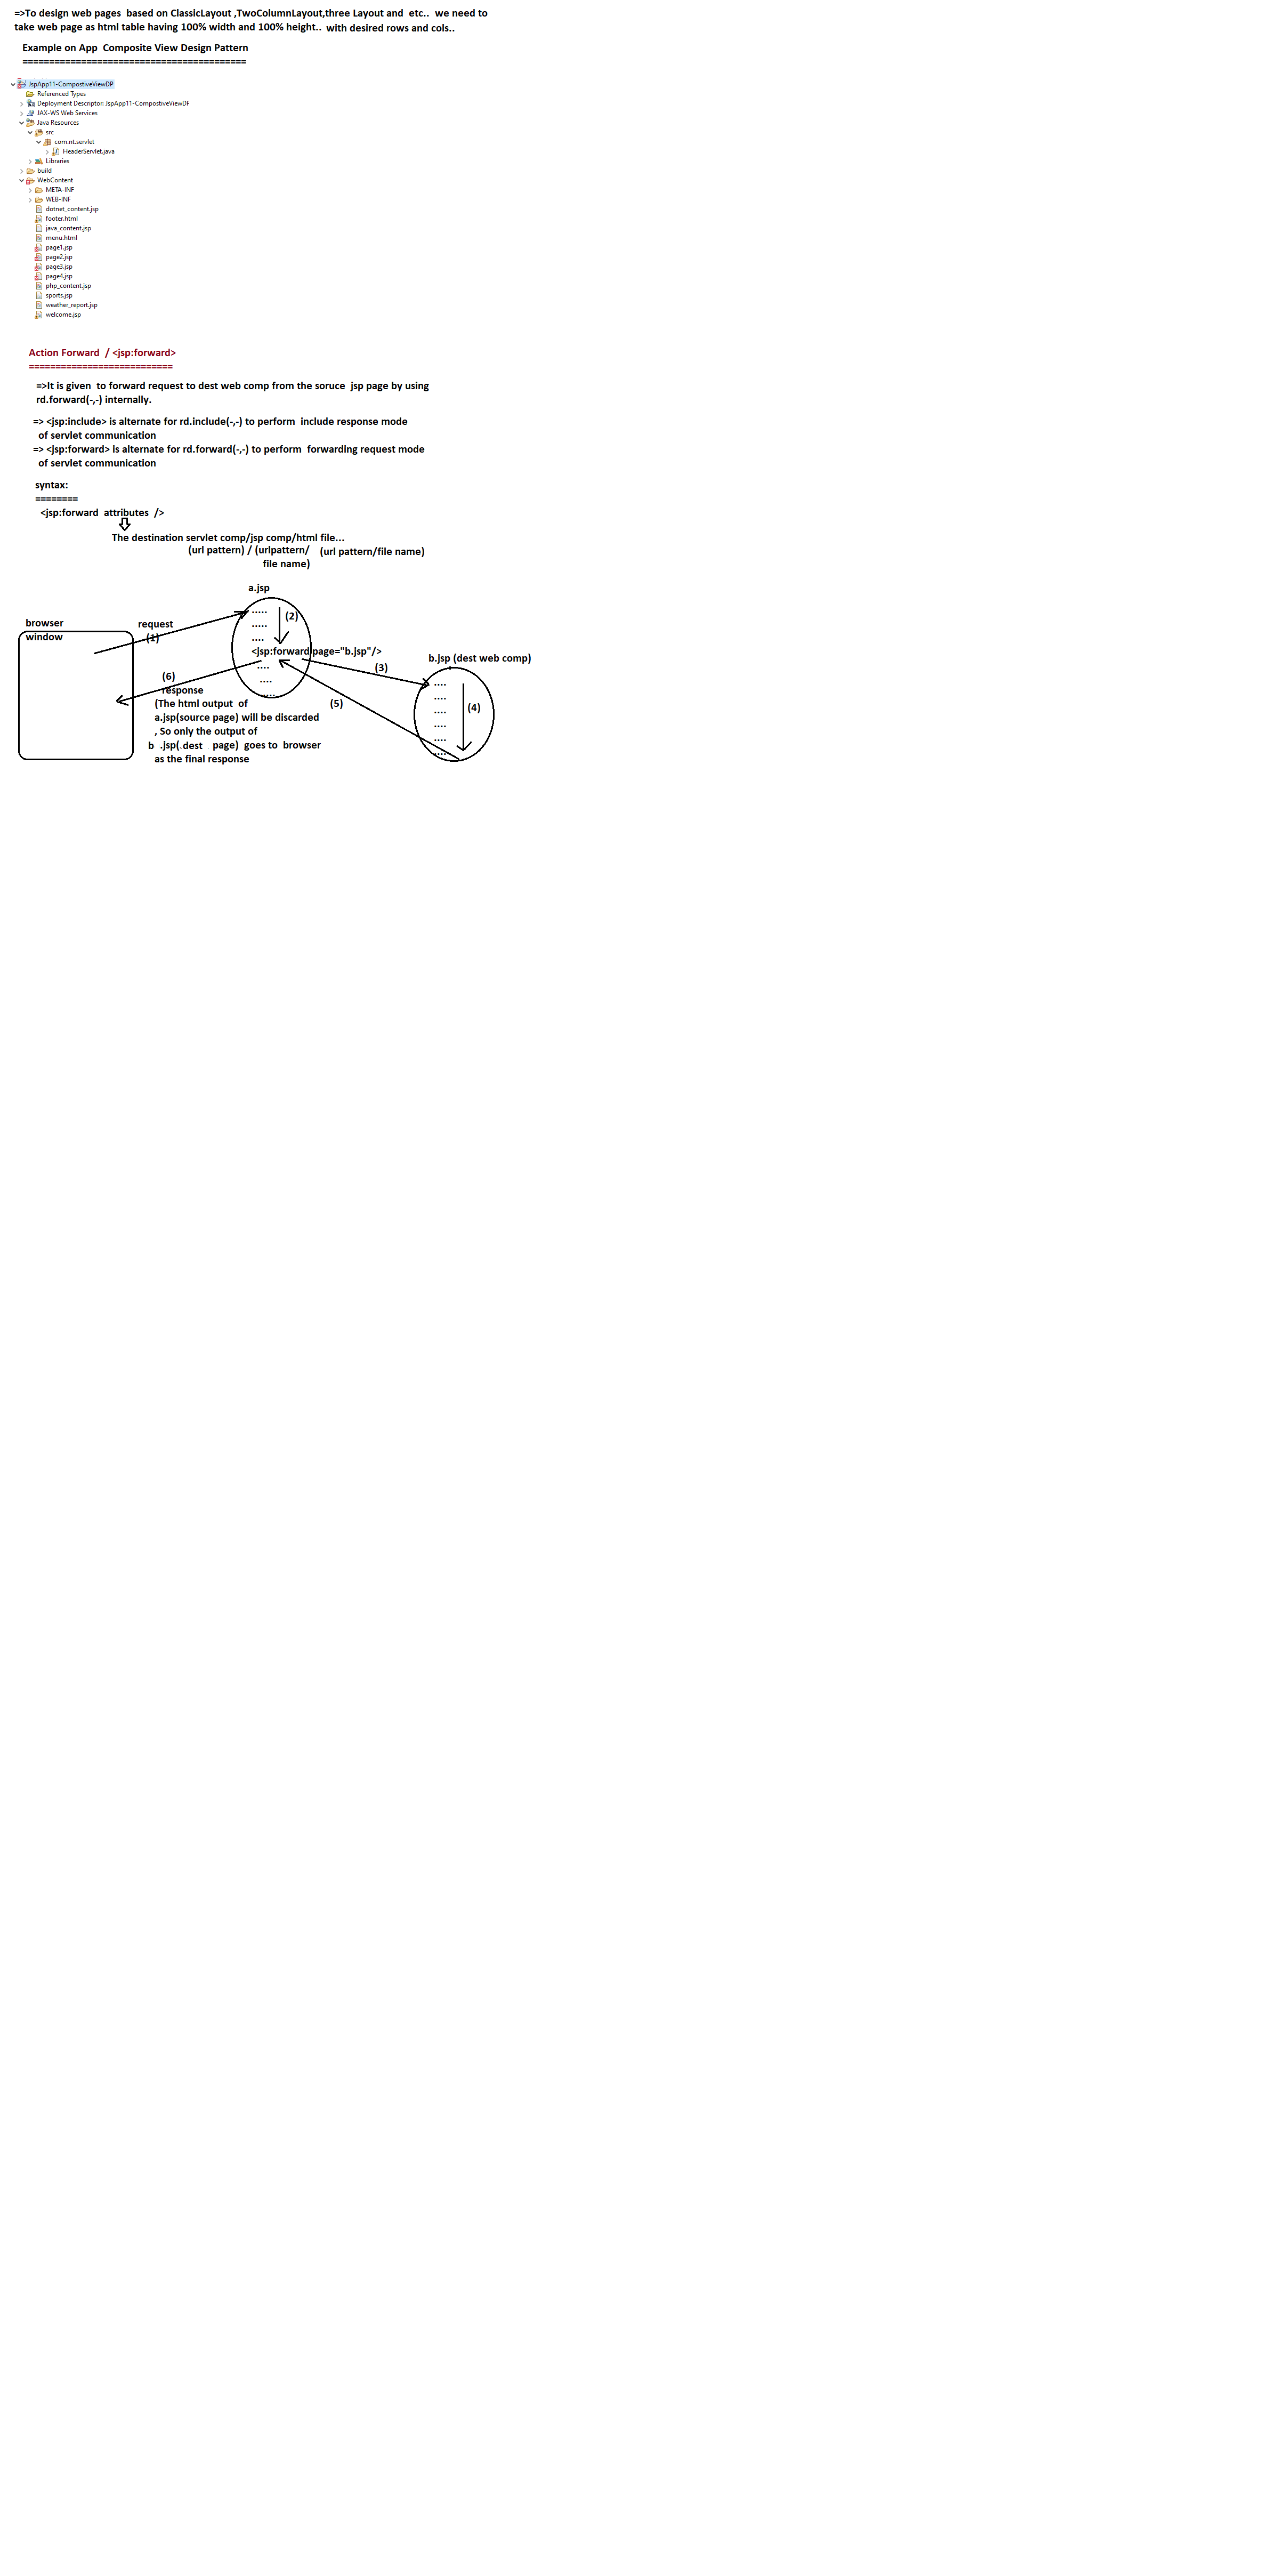 =>To design web pages  based on ClassicLayout ,TwoColumnLayout,three Layout and  etc..  we need to
take web page as html table having 100% width and 100% height..  with desired rows and cols..
Example on App  Composite View Design Pattern
==========================================
JspApp11-CompostiveViewDP
Referenced Types
Deployment Descriptor: JspApp11-CompostiveViewDF
JAX-WS Web Services
Java Resources
src
com.nt.servlet
HeaderServlet.java
Libraries
build
WebContent
META-INF
WEB-INF
dotnet_content.jsp
footer.html
java_content.jsp
menu.html
page1.jsp
page2.jsp
page3.jsp
page4.jsp
php_content.jsp
sports.jsp
weather_report.jsp
welcome.jsp
Action Forward  / <jsp:forward>
===========================
=>It is given  to forward request to dest web comp from the soruce  jsp page by using
rd.forward(-,-) internally.
=> <jsp:include> is alternate for rd.include(-,-) to perform  include response mode
of servlet communication
=> <jsp:forward> is alternate for rd.forward(-,-) to perform  forwarding request mode
of servlet communication
syntax:
========
<jsp:forward  attributes  />
The destination servlet comp/jsp comp/html file...
(url pattern) / (urlpattern/   (url pattern/file name)
file name)
a.jsp
browser
window
request
(1)
.....
(2)
.....
....
<jsp:forward page="b.jsp"/>
b.jsp (dest web comp)
....
(3)
(6)
....
....
response
.....
....
(The html output  of
(5)
....
(4)
a.jsp(source page) will be discarded
....
, So only the output of
....
b  .jsp( dest   page)  goes to  browser
....
as the final response